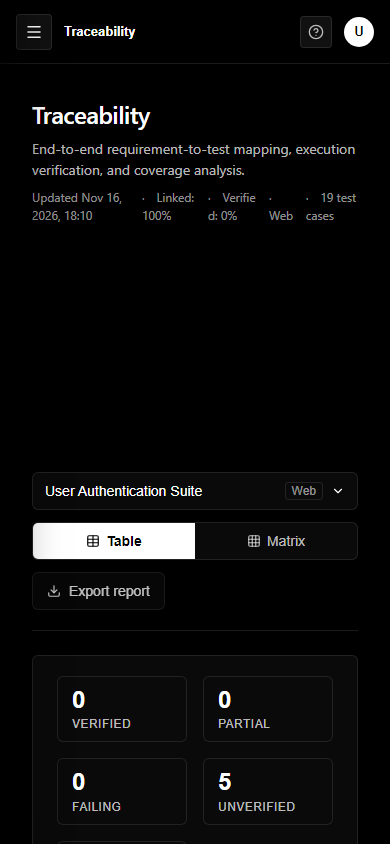 Traceability
U
Traceability
End-to-end requirement-to-test mapping, execution
verification, and coverage analysis.
Updated Nov 16, 2026, 18:10 · Linked: 100% · Verified: 0% · Web · 19 test cases
User Authentication Suite Web
Table Matrix
Export report
0 0
VERIFIED PARTIAL
0 5
FAILING UNVERIFIED